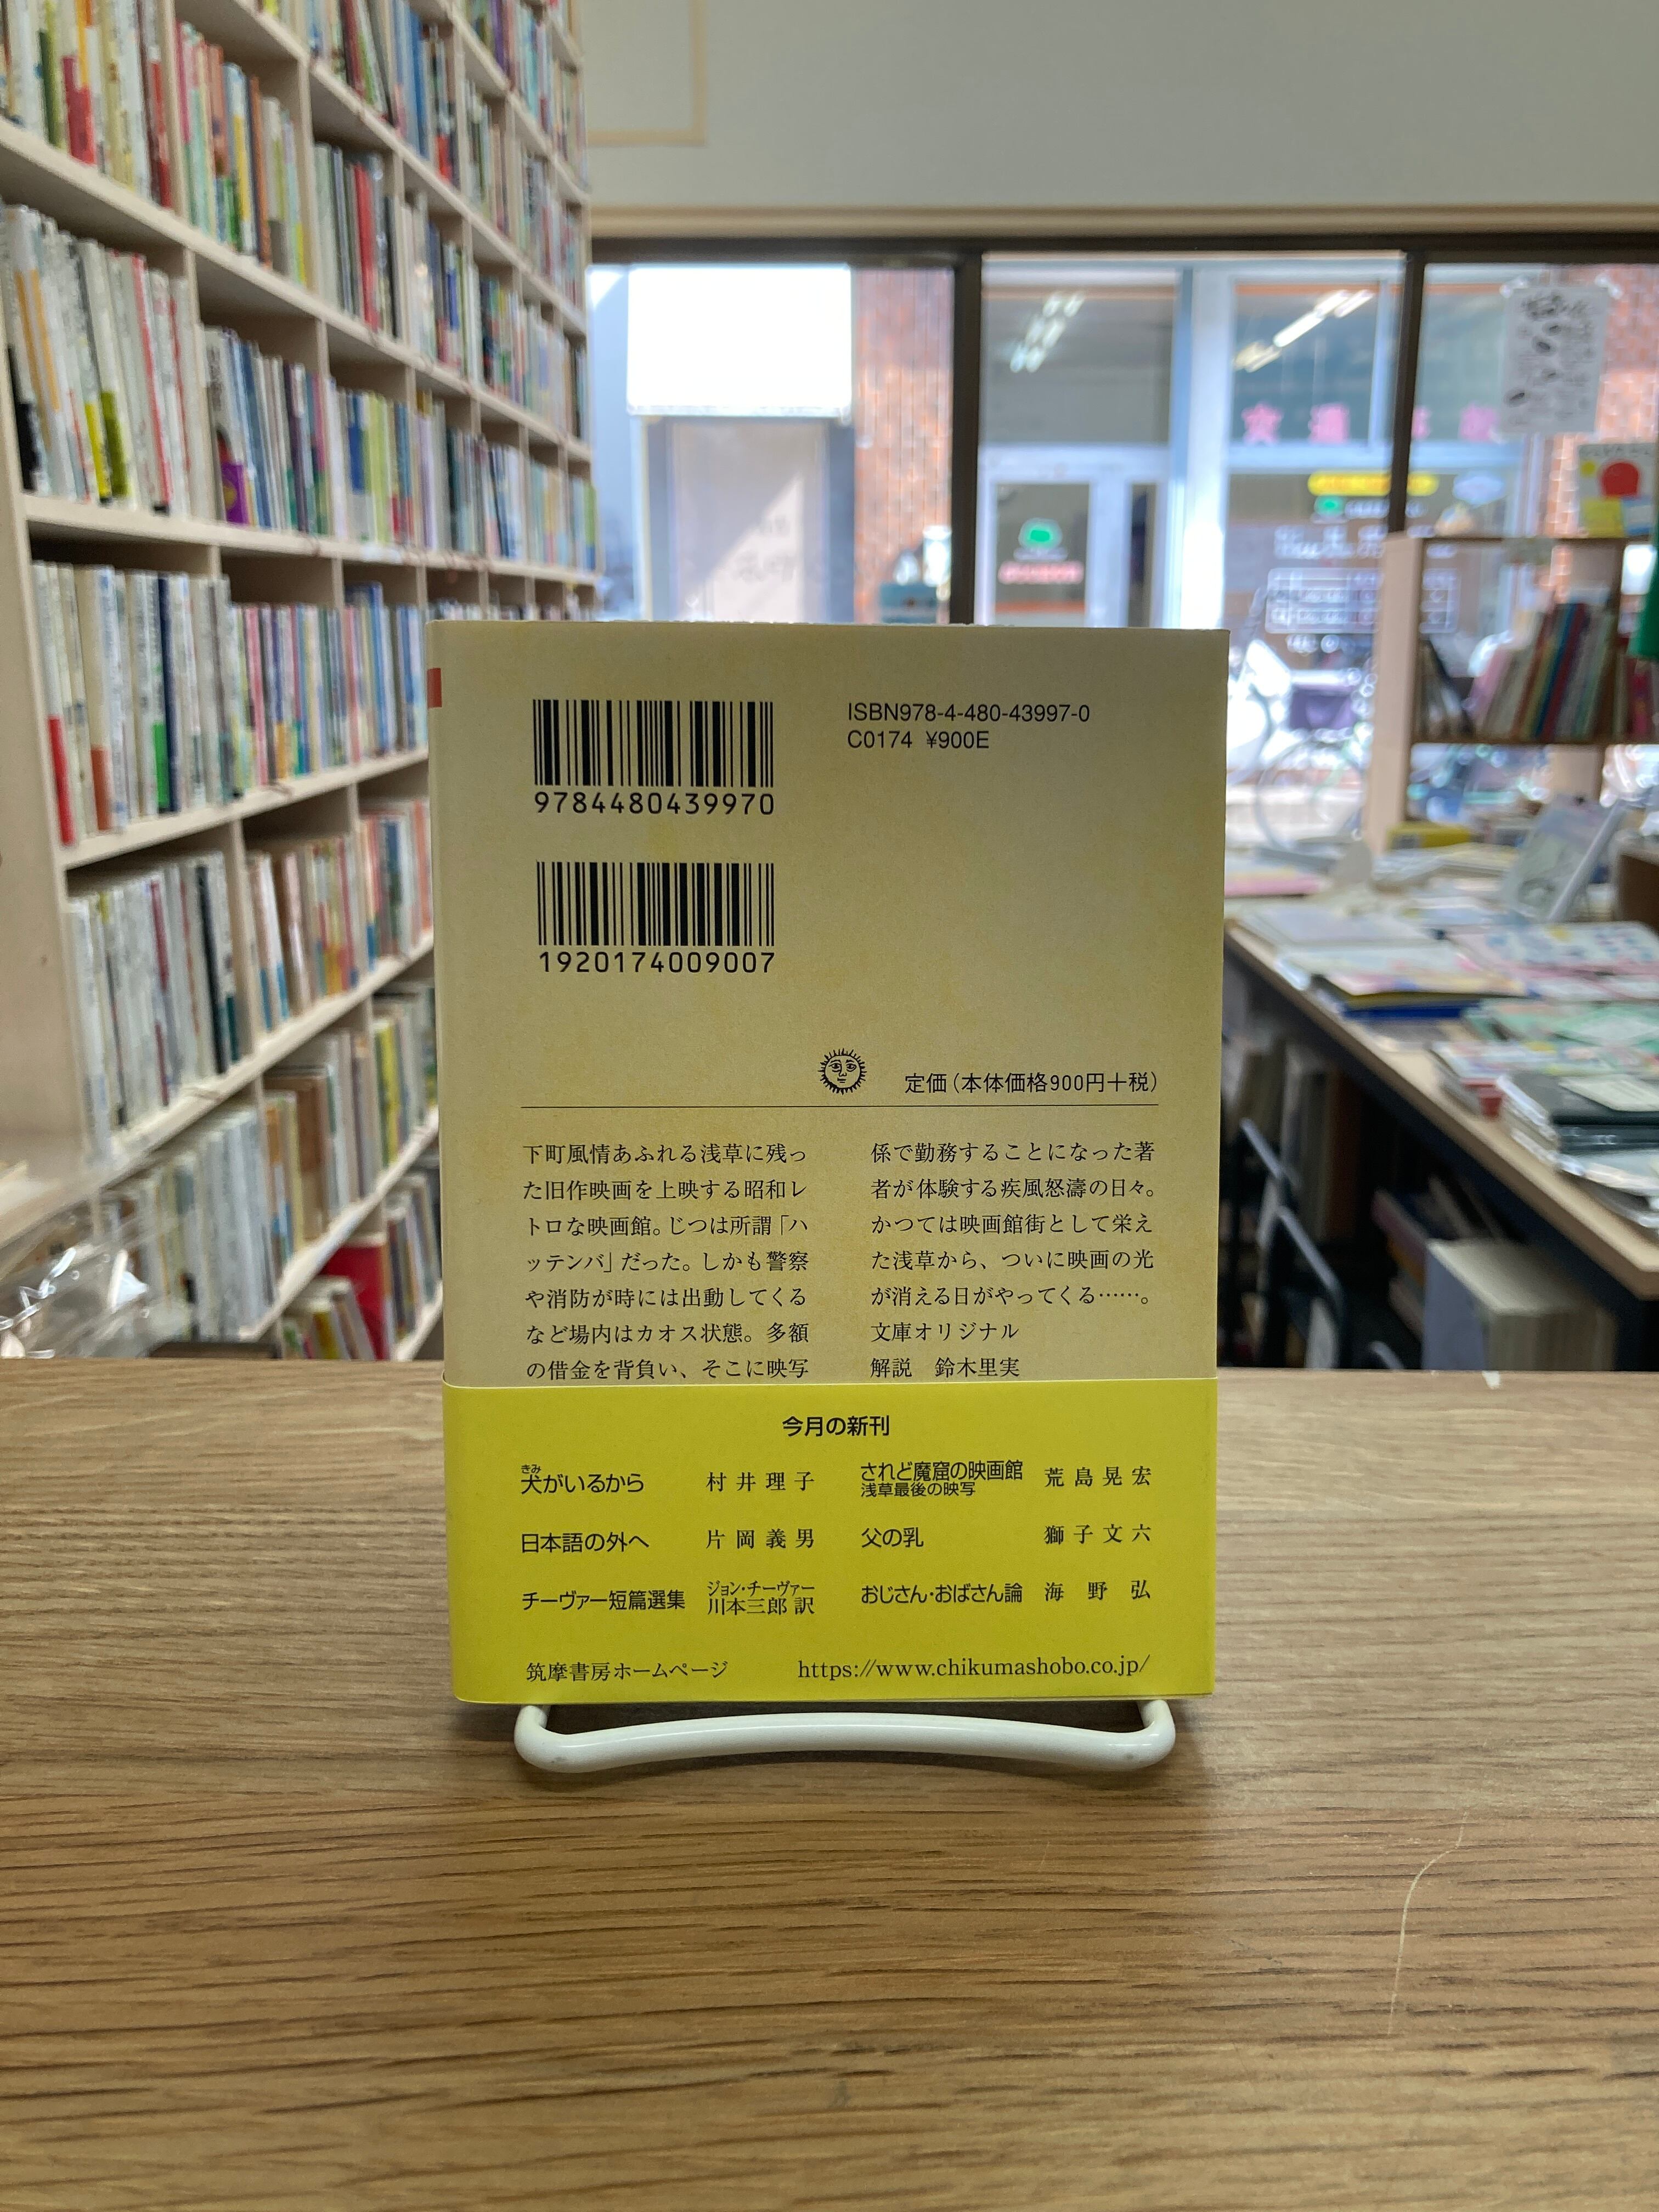 9784480439970
ISBN978-4-480-43997-0
C0174 ¥900E
1920174009007
定価(本体価格900円+税)
下町風情あふれる浅草に残っ
た旧作映画を上映する昭和レ
トロな映画館。じつは所謂「ハ
ッテンバ」だった。しかも警察
や消防が時には出動してくる
など場内はカオス状態。多額
の借金を背負い、そこに映写
係で勤務することになった著
者が体験する疾風怒濤の日々。
かつては映画館街として栄え
た浅草から、ついに映画の光
が消える日がやってくる……。
文庫オリジナル
解説 鈴木里実
今月の新刊
きみ
犬がいるから 村井理子
日本語の外へ 片岡義男
チーヴァー短篇選集 ジョン・チーヴァー
川本三郎 訳
されど魔窟の映画館 荒島晃宏
浅草最後の映写
父の乳 獅子文六
おじさん・おばさん論 海野弘
筑摩書房ホームページ https://www.chikumashobo.co.jp/